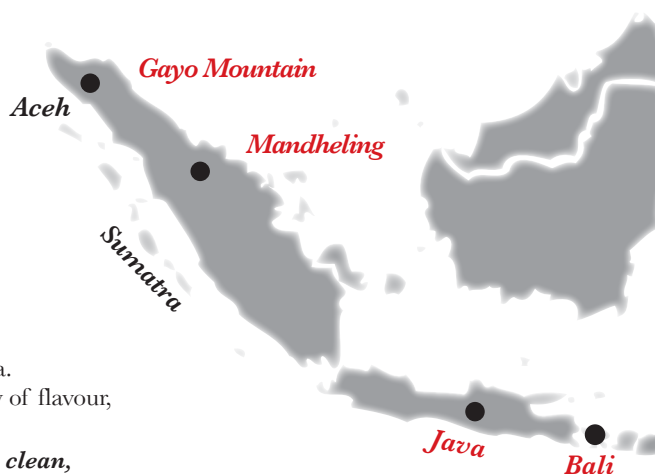 Gayo Mountain
Aceh
Mandheling
Sumatra
a.
of flavour,
Java
clean,
Bali